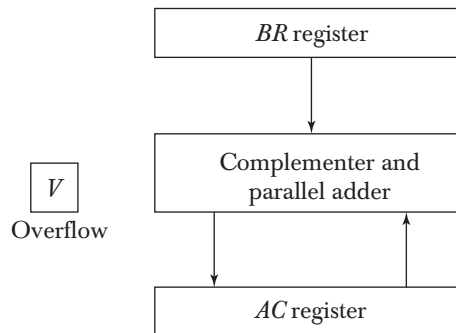 BR register
Complementer and
parallel adder
V
Overflow
AC register